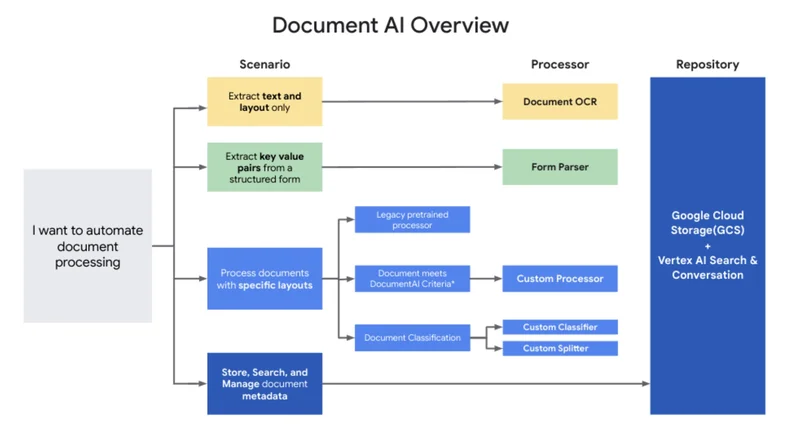 Document AI Overview
Scenario
Processor
Repository
Extract text and
layout only
Document OCR
Extract key value
pairs from a
structured form
Form Parser
I want to automate
document
processing
Legacy pretrained
processor
Process documents
with specific layouts
Document meets
DocumentAI Criteria*
Custom Processor
Document Classification
Custom Classifier
Custom Splitter
Store, Search, and
Manage document
metadata
Google Cloud
Storage(GCS)
+
Vertex AI Search &
Conversation